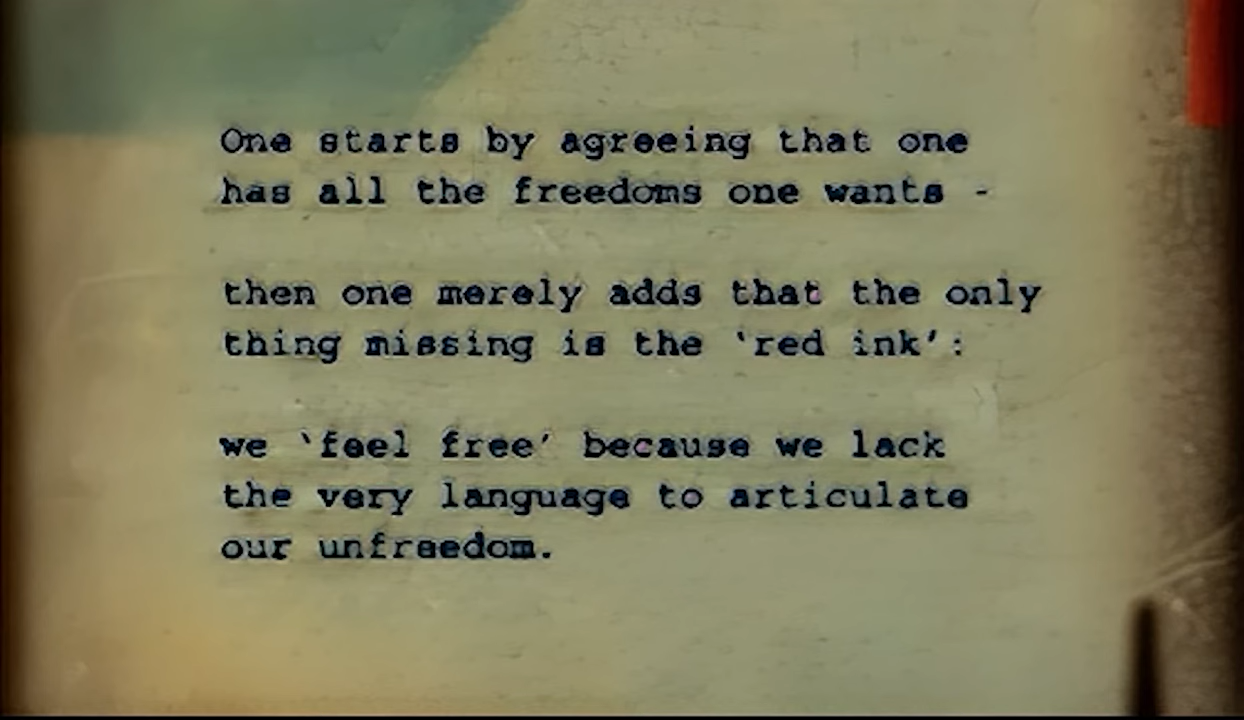 One starts by agreeing that one
has all the freedoms one wants -
then one merely adds that the only
thing missing is the ‘red ink’:
we ‘feel free’ because we lack
the very language to articulate
our unfreedom.